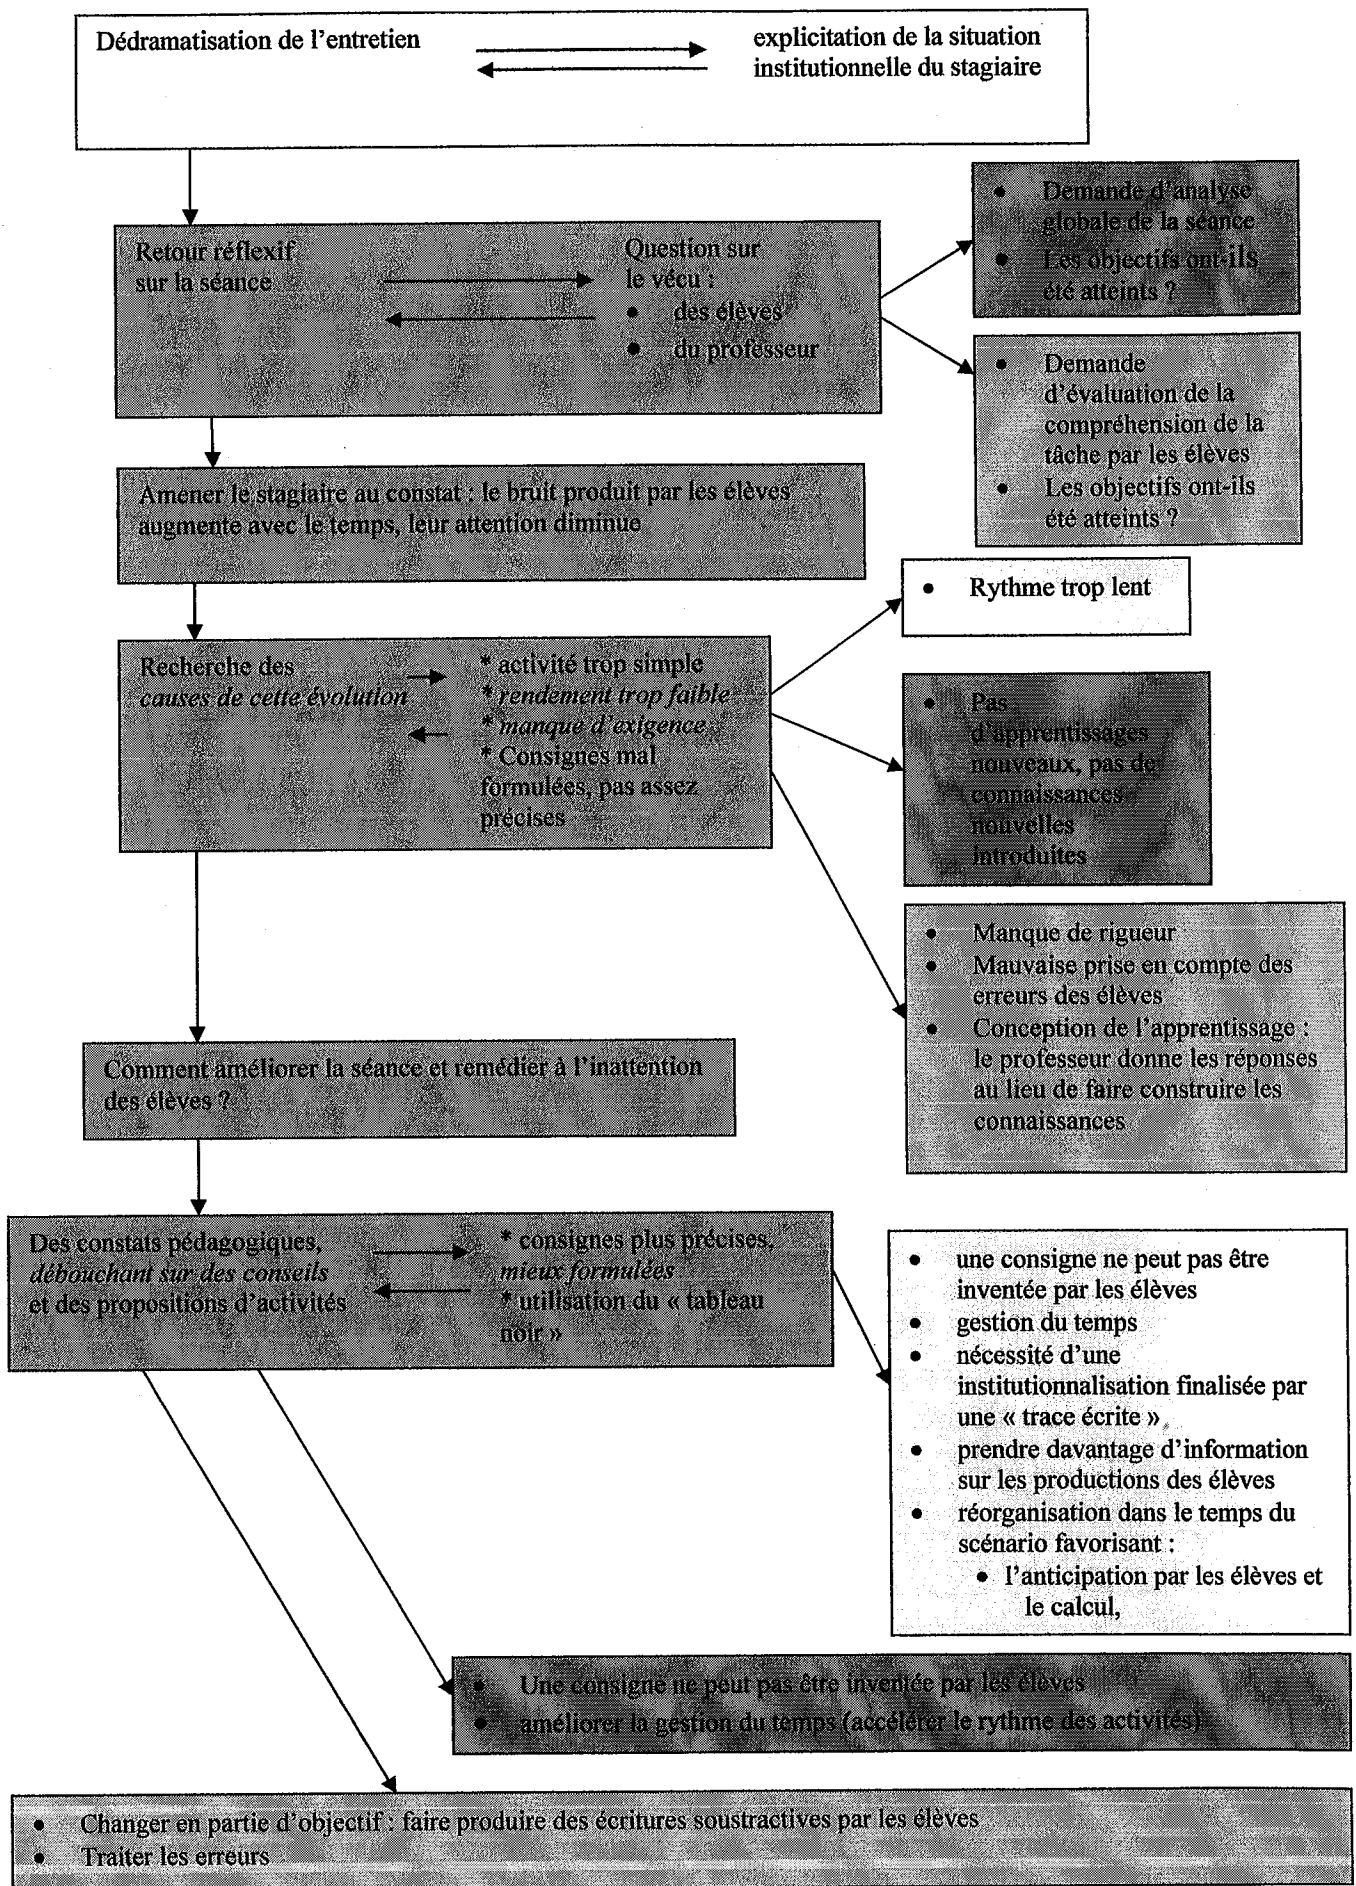 Dédramatisation de l'entretien
explicitation de la situation
institutionnelle du stagiaire
Retour réflexif
sur la séance
Question sur
le vécu :
• des élèves
• du professeur
• Demande d'analyse
globale de la séance
• Les objectifs ont-ils
été atteints ?
• Demande
d'évaluation de la
compréhension de la
tâche par les élèves
• Les objectifs ont-ils
été atteints ?
Amener le stagiaire au constat : le bruit produit par les élèves
augmente avec le temps, leur attention diminue
• Rythme trop lent
Recherche des
causes de cette évolution
* activité trop simple
* rendement trop faible
* manque d'exigence
* Consignes mal
formulées, pas assez
précises
• Pas
d'apprentissages
nouveaux, pas de
connaissances
nouvelles
introduites
• Manque de rigueur
• Mauvaise prise en compte des
erreurs des élèves
• Conception de l'apprentissage :
le professeur donne les réponses
au lieu de faire construire les
connaissances
Comment améliorer la séance et remédier à l'inattention
des élèves ?
Des constats pédagogiques,
débouchant sur des conseils
et des propositions d'activités
* consignes plus précises,
mieux formulées
* utilisation du « tableau
noir »
• une consigne ne peut pas être
inventée par les élèves
• gestion du temps
• nécessité d'une
institutionnalisation finalisée par
une « trace écrite »
• prendre davantage d'information
sur les productions des élèves
• réorganisation dans le temps du
scénario favorisant :
• l'anticipation par les élèves et
le calcul,
• Une consigne ne peut pas être inventée par les élèves
• améliorer la gestion du temps (accélérer le rythme des activités)
• Changer en partie d'objectif : faire produire des écritures soustractives par les élèves
• Traiter les erreurs